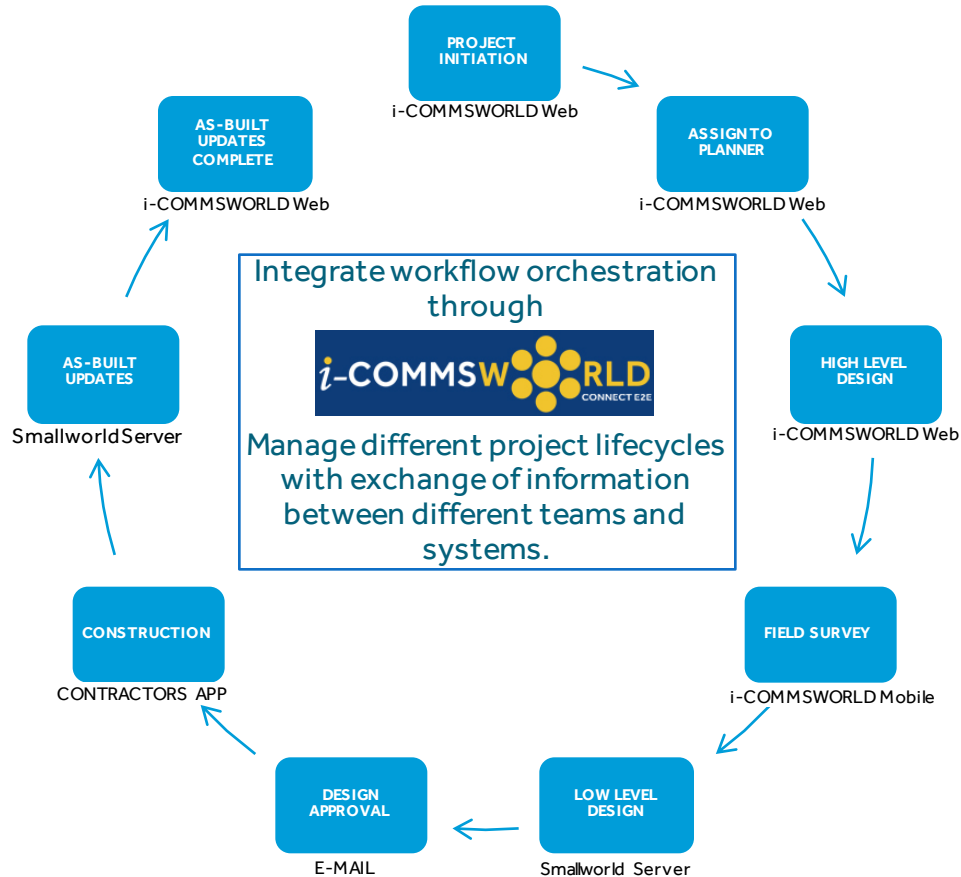 PROJECT
INITIATION
i-COMMSWORLD Web
ASSIGN TO
PLANNER
i-COMMSWORLD Web
HIGH LEVEL
DESIGN
i-COMMSWORLD Web
FIELD SURVEY
i-COMMSWORLD Mobile
LOW LEVEL
DESIGN
Smallworld Server
DESIGN
APPROVAL
E-MAIL
CONSTRUCTION
CONTRACTORS APP
AS-BUILT
UPDATES
Smallworld Server
AS-BUILT
UPDATES
COMPLETE
i-COMMSWORLD Web
Integrate workflow orchestration
through
i-COMMSWORLD
CONNECT E2E
Manage different project lifecycles
with exchange of information
between different teams and
systems.